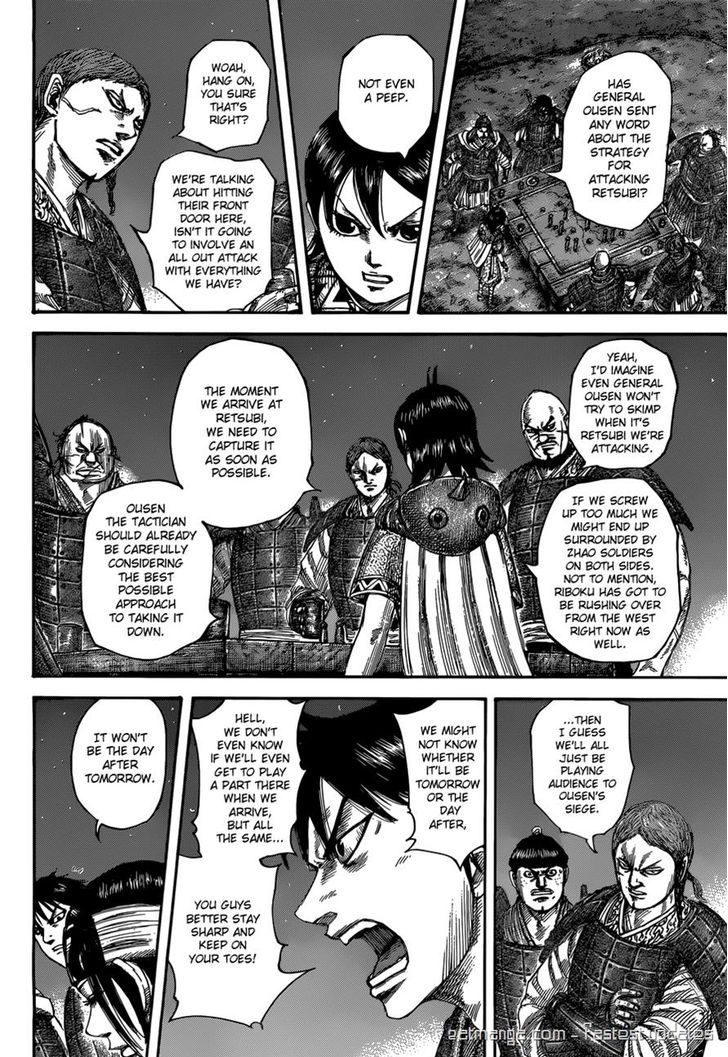 HAS
GENERAL
OUSEN SENT
ANY WORD
ABOUT THE
STRATEGY
FOR
ATTACKING
RETSUBI?
NOT EVEN
A PEEP.
WOAH,
HANG ON,
YOU SURE
THAT'S
RIGHT?
WE'RE TALKING
ABOUT HITTING
THEIR FRONT
DOOR HERE,
ISN'T IT GOING
TO INVOLVE AN
ALL OUT ATTACK
WITH EVERYTHING
WE HAVE?
YEAH,
I'D IMAGINE
EVEN GENERAL
OUSEN WON'T
TRY TO SKIMP
WHEN IT'S
RETSUBI WE'RE
ATTACKING.
IF WE SCREW
UP TOO MUCH WE
MIGHT END UP
SURROUNDED BY
ZHAO SOLDIERS
ON BOTH SIDES.
NOT TO MENTION,
RIBOKU HAS GOT
TO BE RUSHING OVER
FROM THE WEST
RIGHT NOW AS
WELL.
THE MOMENT
WE ARRIVE AT
RETSUBI,
WE NEED TO
CAPTURE IT
AS SOON AS
POSSIBLE.
OUSEN
THE TACTICIAN
SHOULD ALREADY
BE CAREFULLY
CONSIDERING
THE BEST
POSSIBLE
APPROACH
TO TAKING IT
DOWN.
...THEN
I GUESS
WE'LL ALL
JUST BE
PLAYING
AUDIENCE TO
OUSEN'S
SIEGE.
WE MIGHT
NOT KNOW
WHETHER
IT'LL BE
TOMORROW
OR THE
DAY AFTER,
HELL,
WE DON'T
EVEN KNOW
IF WE'LL EVEN
GET TO PLAY
A PART THERE
WHEN WE
ARRIVE,
BUT ALL
THE SAME...
YOU GUYS
BETTER STAY
SHARP AND
KEEP ON
YOUR TOES!
IT WON'T
BE THE DAY
AFTER
TOMORROW.
eatmanga.com - fastest updates